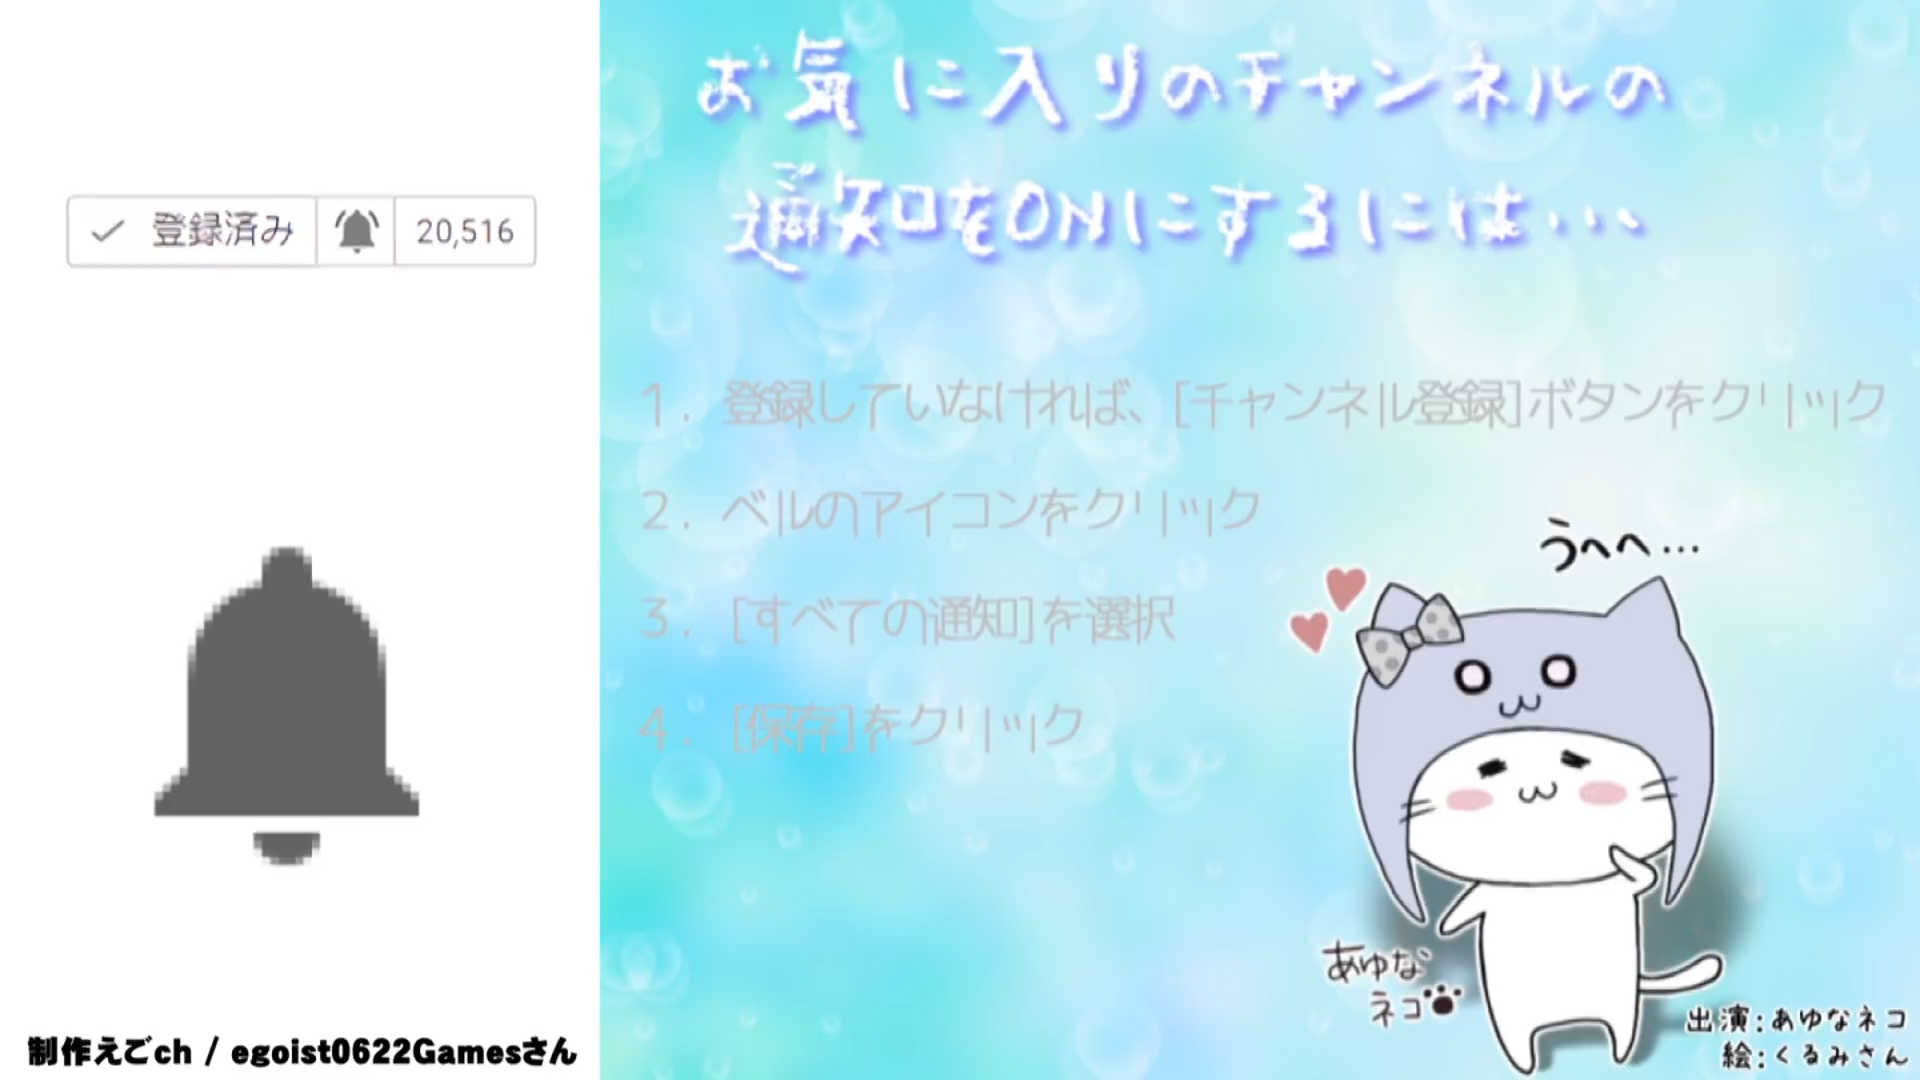 お気に入りのチャンネルの
通知をONにするには・・・
登録済み 20,516
1. 登録していなければ、[チャンネル登録]ボタンをクリック
2. ベルのアイコンをクリック
3. [すべての通知]を選択
4. [保存]をクリック
うへへ…
あゆな
ネコ
出演:あゆなネコ
絵:くるみさん
制作えごch / egoist0622Gamesさん